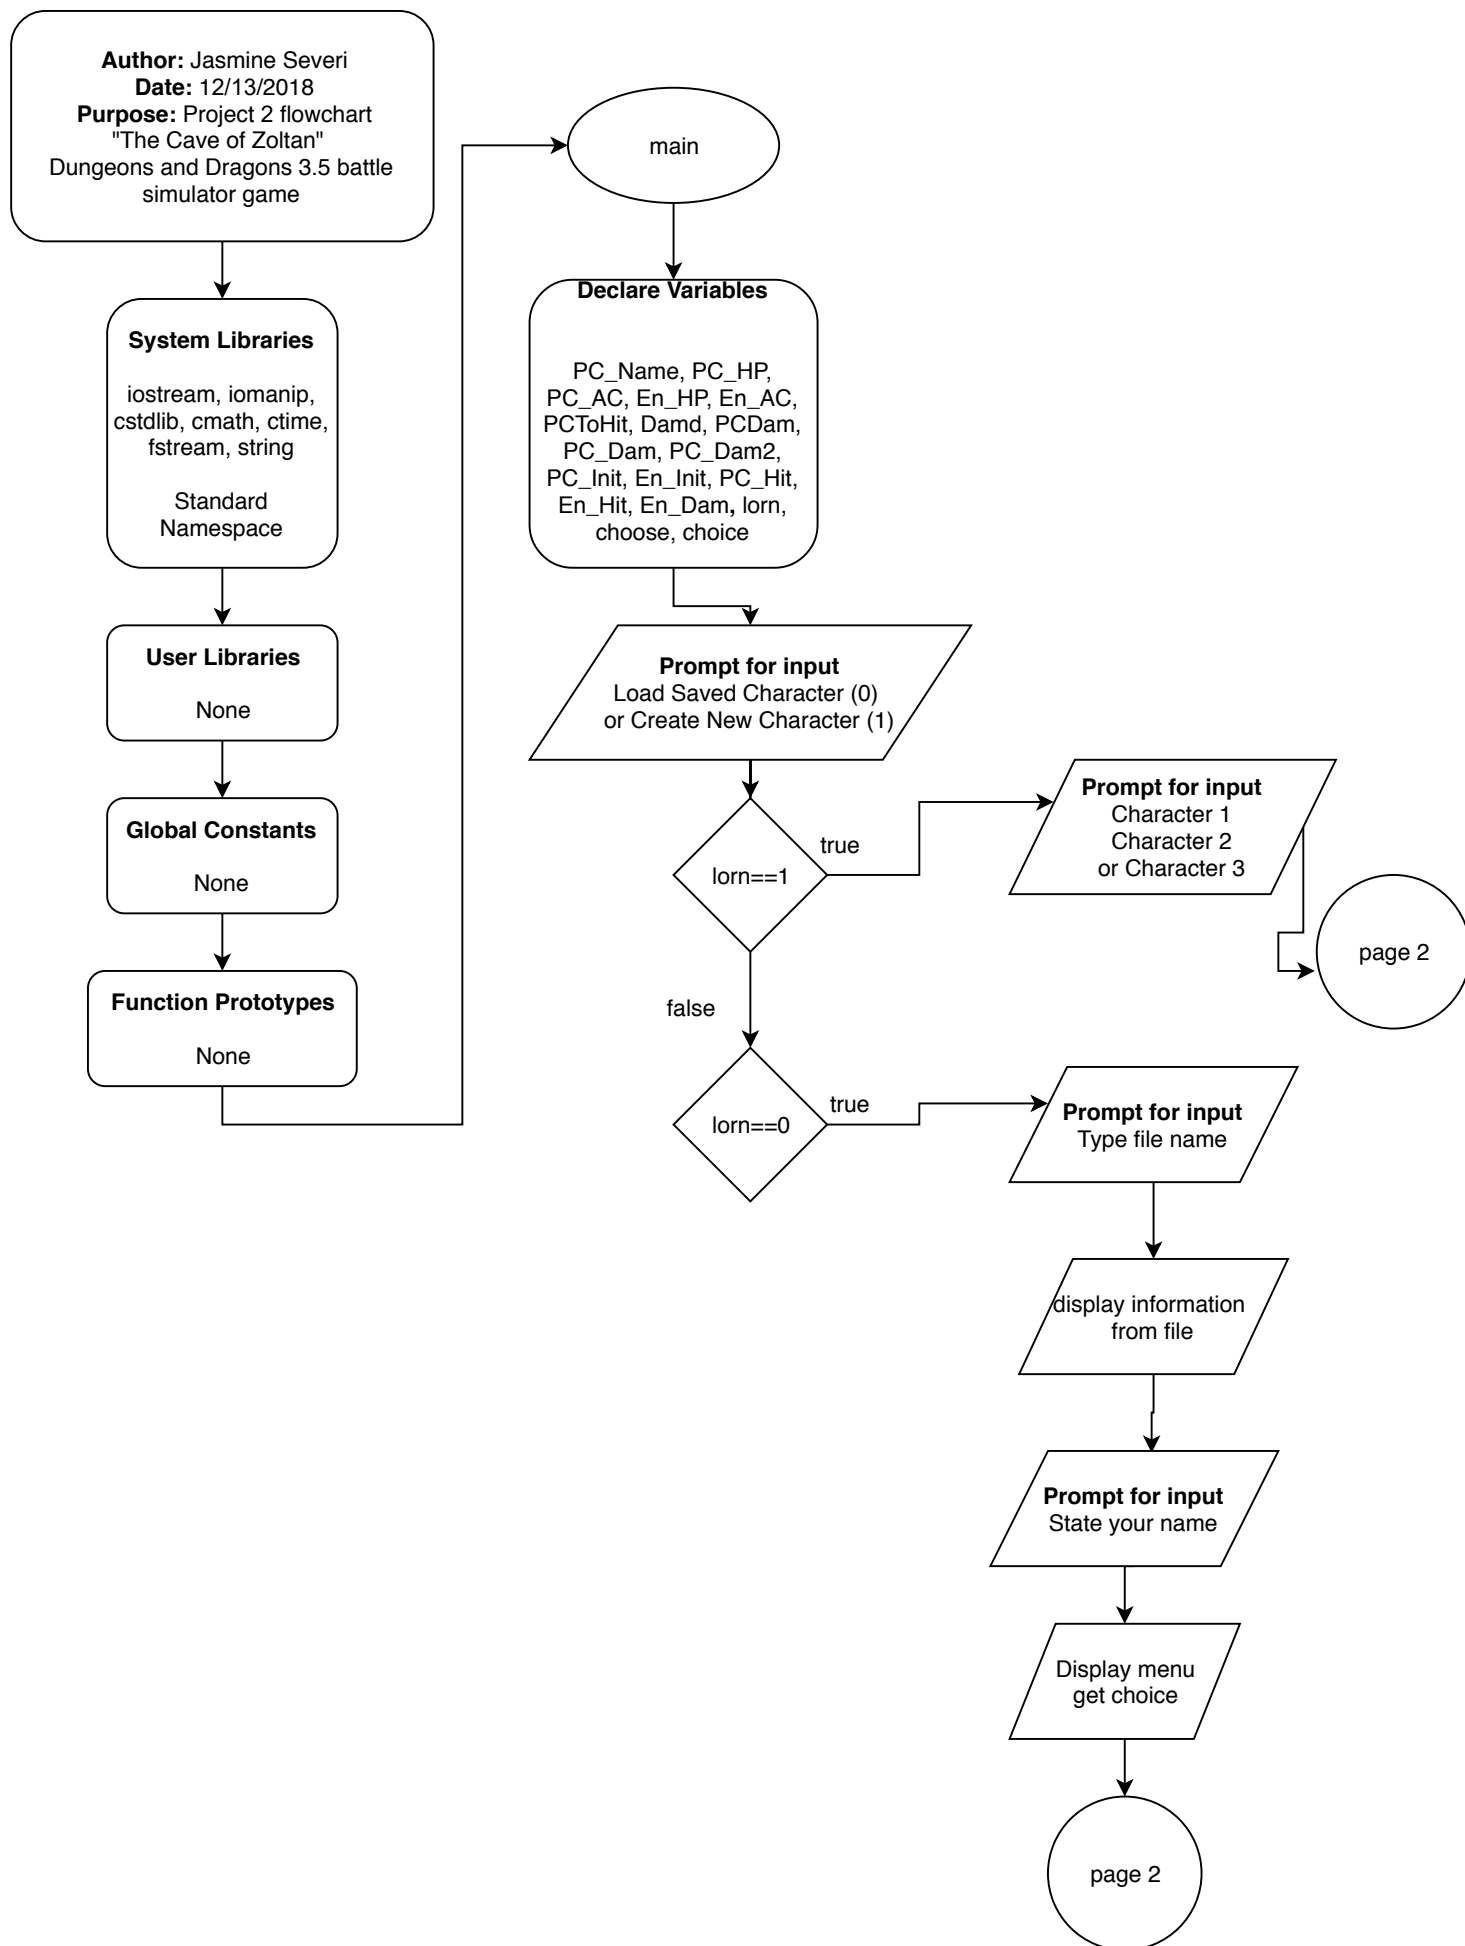 Author: Jasmine Severi
Date: 12/13/2018
Purpose: Project 2 flowchart
"The Cave of Zoltan"
Dungeons and Dragons 3.5 battle
simulator game
System Libraries
iostream, iomanip,
cstdlib, cmath, ctime,
fstream, string
Standard
Namespace
User Libraries
None
Global Constants
None
Function Prototypes
None
main
Declare Variables
PC_Name, PC_HP,
PC_AC, En_HP, En_AC,
PCToHit, Damd, PCDam,
PC_Dam, PC_Dam2,
PC_Init, En_Init, PC_Hit,
En_Hit, En_Dam, lorn,
choose, choice
Prompt for input
Load Saved Character (0)
or Create New Character (1)
lorn==1
true
Prompt for input
Character 1
Character 2
or Character 3
page 2
false
lorn==0
true
Prompt for input
Type file name
display information
from file
Prompt for input
State your name
Display menu
get choice
page 2